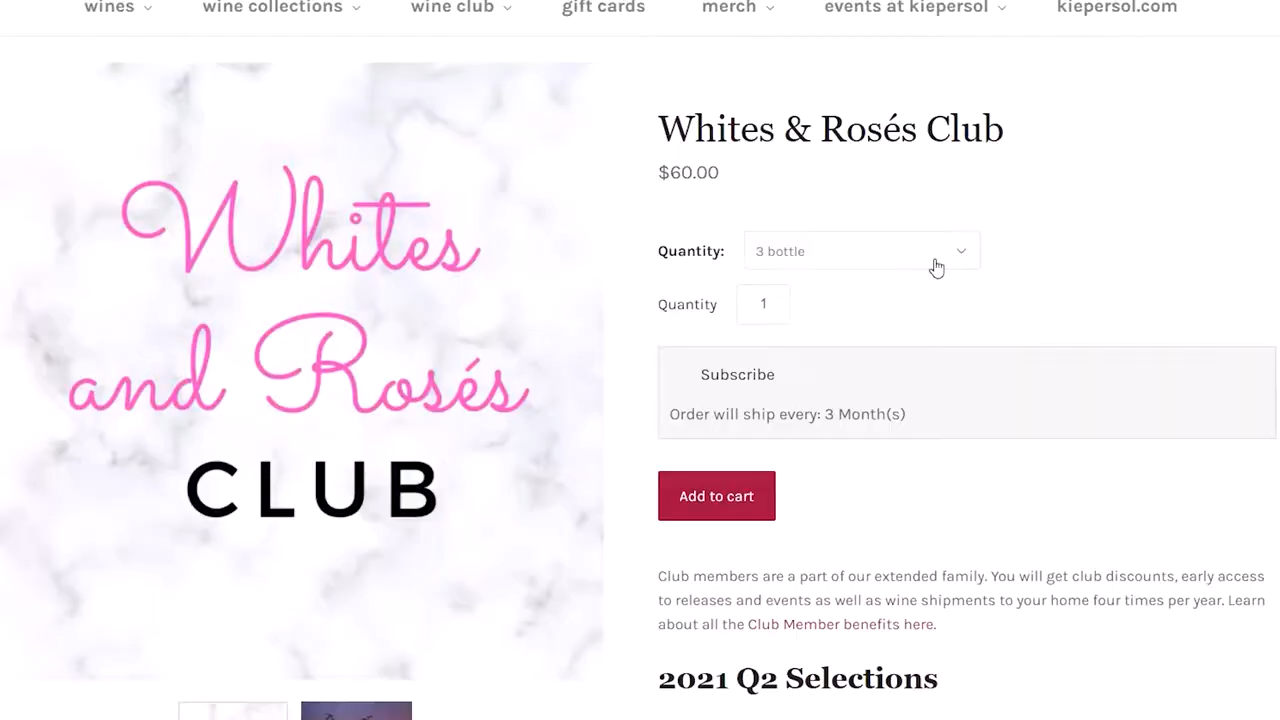 wines wine collections wine club gift cards merch events at kiepersol kiepersol.com
Whites
and Rosés
CLUB
Whites & Rosés Club
$60.00
Quantity: 3 bottle
Quantity 1
Subscribe
Order will ship every: 3 Month(s)
Add to cart
Club members are a part of our extended family. You will get club discounts, early access
to releases and events as well as wine shipments to your home four times per year. Learn
about all the Club Member benefits here.
2021 Q2 Selections